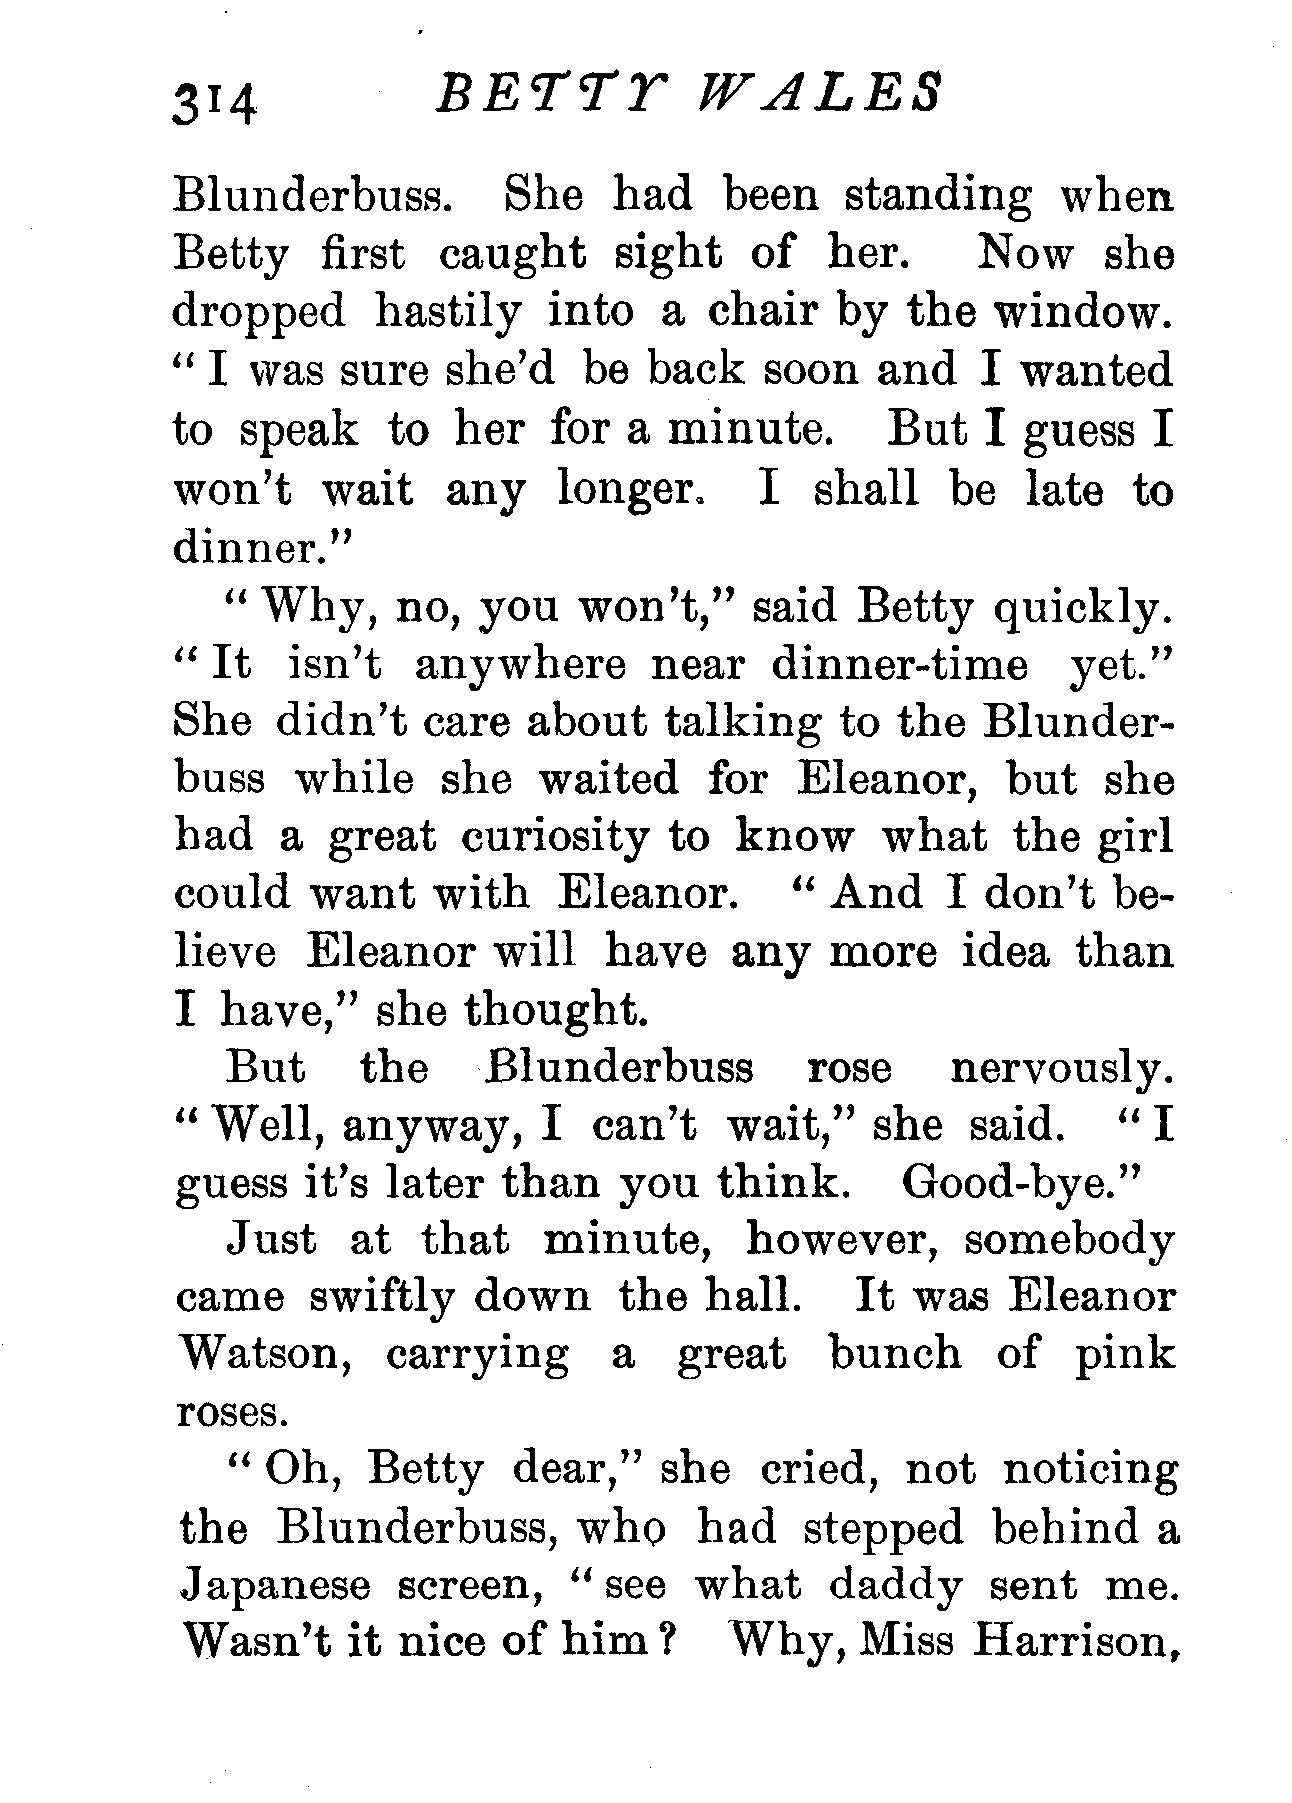 314 BETTY WALES
Blunderbuss. She had been standing when
Betty first caught sight of her. Now she
dropped hastily into a chair by the window.
“ I was sure she’d be back soon and I wanted
to speak to her for a minute. But I guess I
won’t wait any longer. I shall be late to
dinner.”
“ Why, no, you won’t,” said Betty quickly.
“ It isn’t anywhere near dinner-time yet.”
She didn’t care about talking to the Blunder-
buss while she waited for Eleanor, but she
had a great curiosity to know what the girl
could want with Eleanor. “ And I don’t be-
lieve Eleanor will have any more idea than
I have,” she thought.
But the Blunderbuss rose nervously.
“ Well, anyway, I can’t wait,” she said. “ I
guess it’s later than you think. Good-bye.”
Just at that minute, however, somebody
came swiftly down the hall. It was Eleanor
Watson, carrying a great bunch of pink
roses.
“ Oh, Betty dear,” she cried, not noticing
the Blunderbuss, who had stepped behind a
Japanese screen, “ see what daddy sent me.
Wasn’t it nice of him ? Why, Miss Harrison,